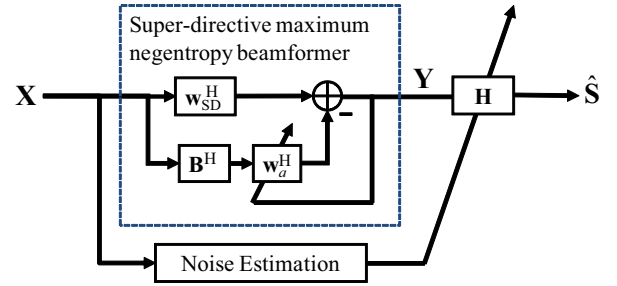 Super-directive maximum
negentropy beamformer
X
w_SD^H
−
Y
H
Ŝ
B^H
w_a^H
Noise Estimation